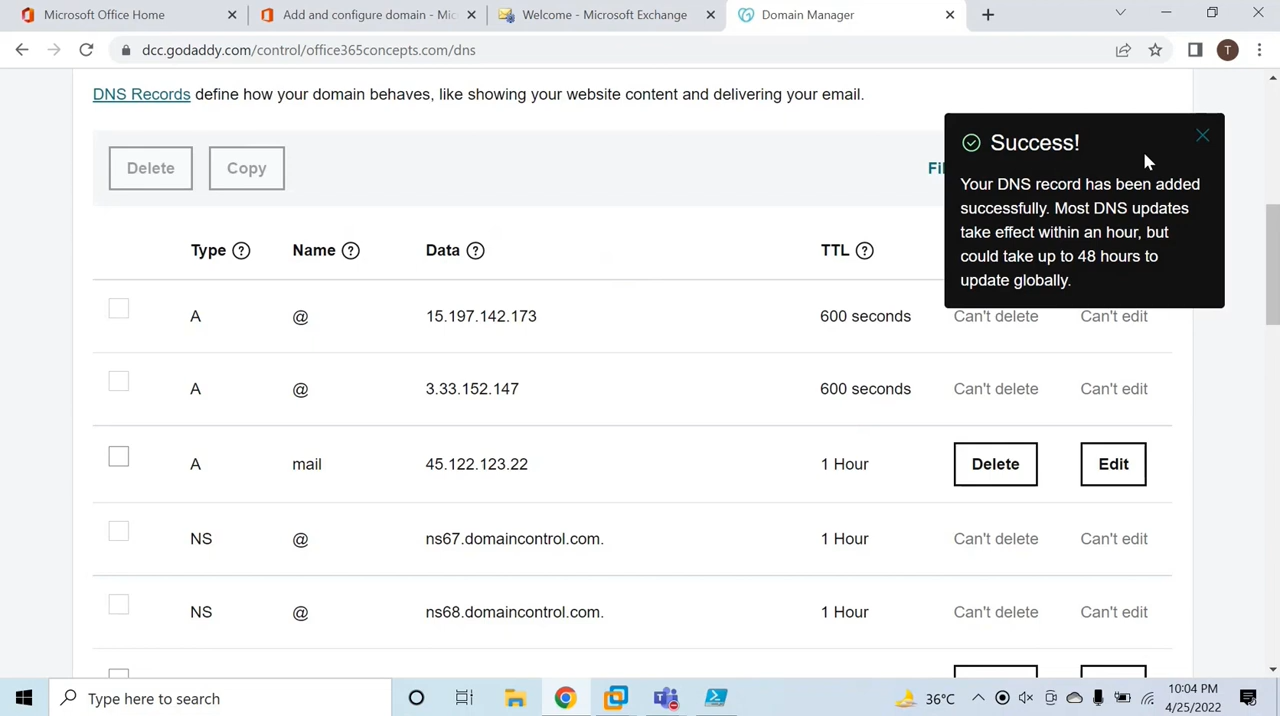 Microsoft Office Home
Add and configure domain - Mic
Welcome - Microsoft Exchange
Domain Manager
dcc.godaddy.com/control/office365concepts.com/dns
T
DNS Records define how your domain behaves, like showing your website content and delivering your email.
Delete
Copy
Fil
Success!
Your DNS record has been added
successfully. Most DNS updates
take effect within an hour, but
could take up to 48 hours to
update globally.
Type ? Name ? Data ? TTL ?
A @ 15.197.142.173 600 seconds Can't delete Can't edit
A @ 3.33.152.147 600 seconds Can't delete Can't edit
A mail 45.122.123.22 1 Hour Delete Edit
NS @ ns67.domaincontrol.com. 1 Hour Can't delete Can't edit
NS @ ns68.domaincontrol.com. 1 Hour Can't delete Can't edit
Type here to search
36°C
10:04 PM
4/25/2022